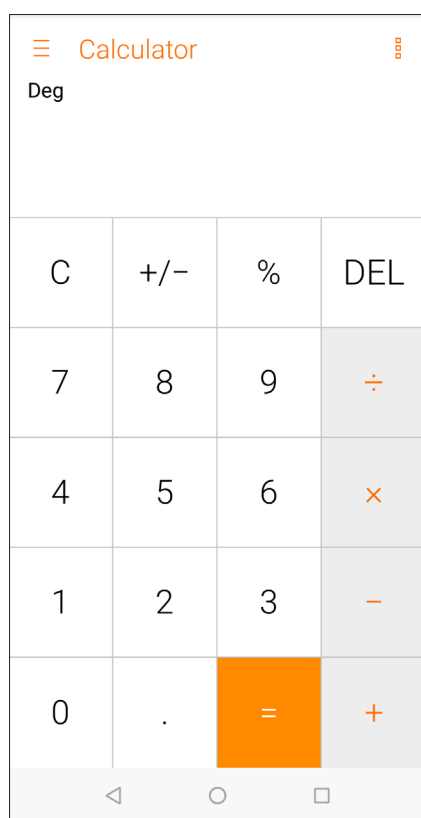 Calculator
Deg
C +/− % DEL
7 8 9 ÷
4 5 6 ×
1 2 3 −
0 . = +